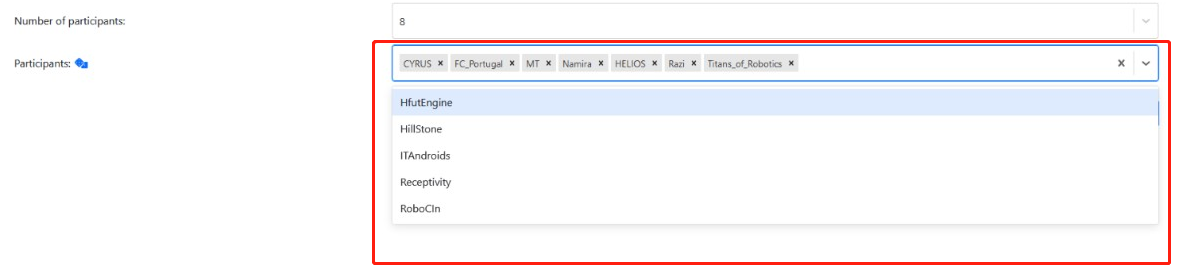 Number of participants:
8
Participants:
CYRUS × FC_Portugal × MT × Namira × HELIOS × Razi × Titans_of_Robotics ×
HfutEngine
HillStone
ITAndroids
Receptivity
RoboCIn